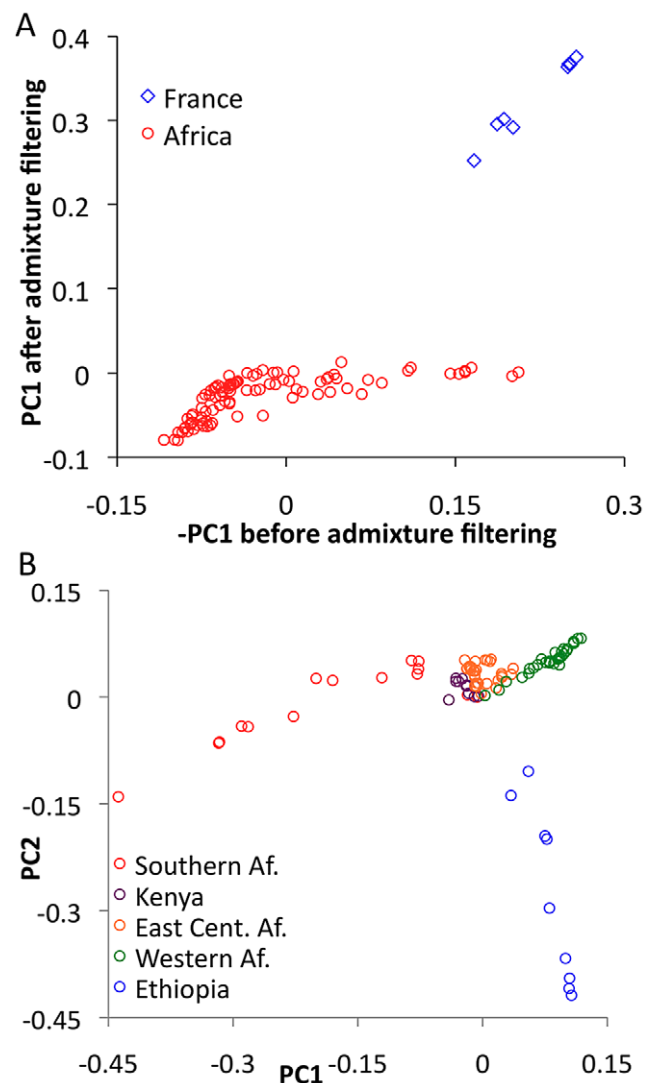 A
PC1 after admixture filtering
0.4
0.3
0.2
0.1
0
-0.1
France
Africa
-0.15
0
0.15
0.3
-PC1 before admixture filtering
B
PC2
0.15
0
-0.15
-0.3
-0.45
Southern Af.
Kenya
East Cent. Af.
Western Af.
Ethiopia
-0.45
-0.3
-0.15
0
0.15
PC1